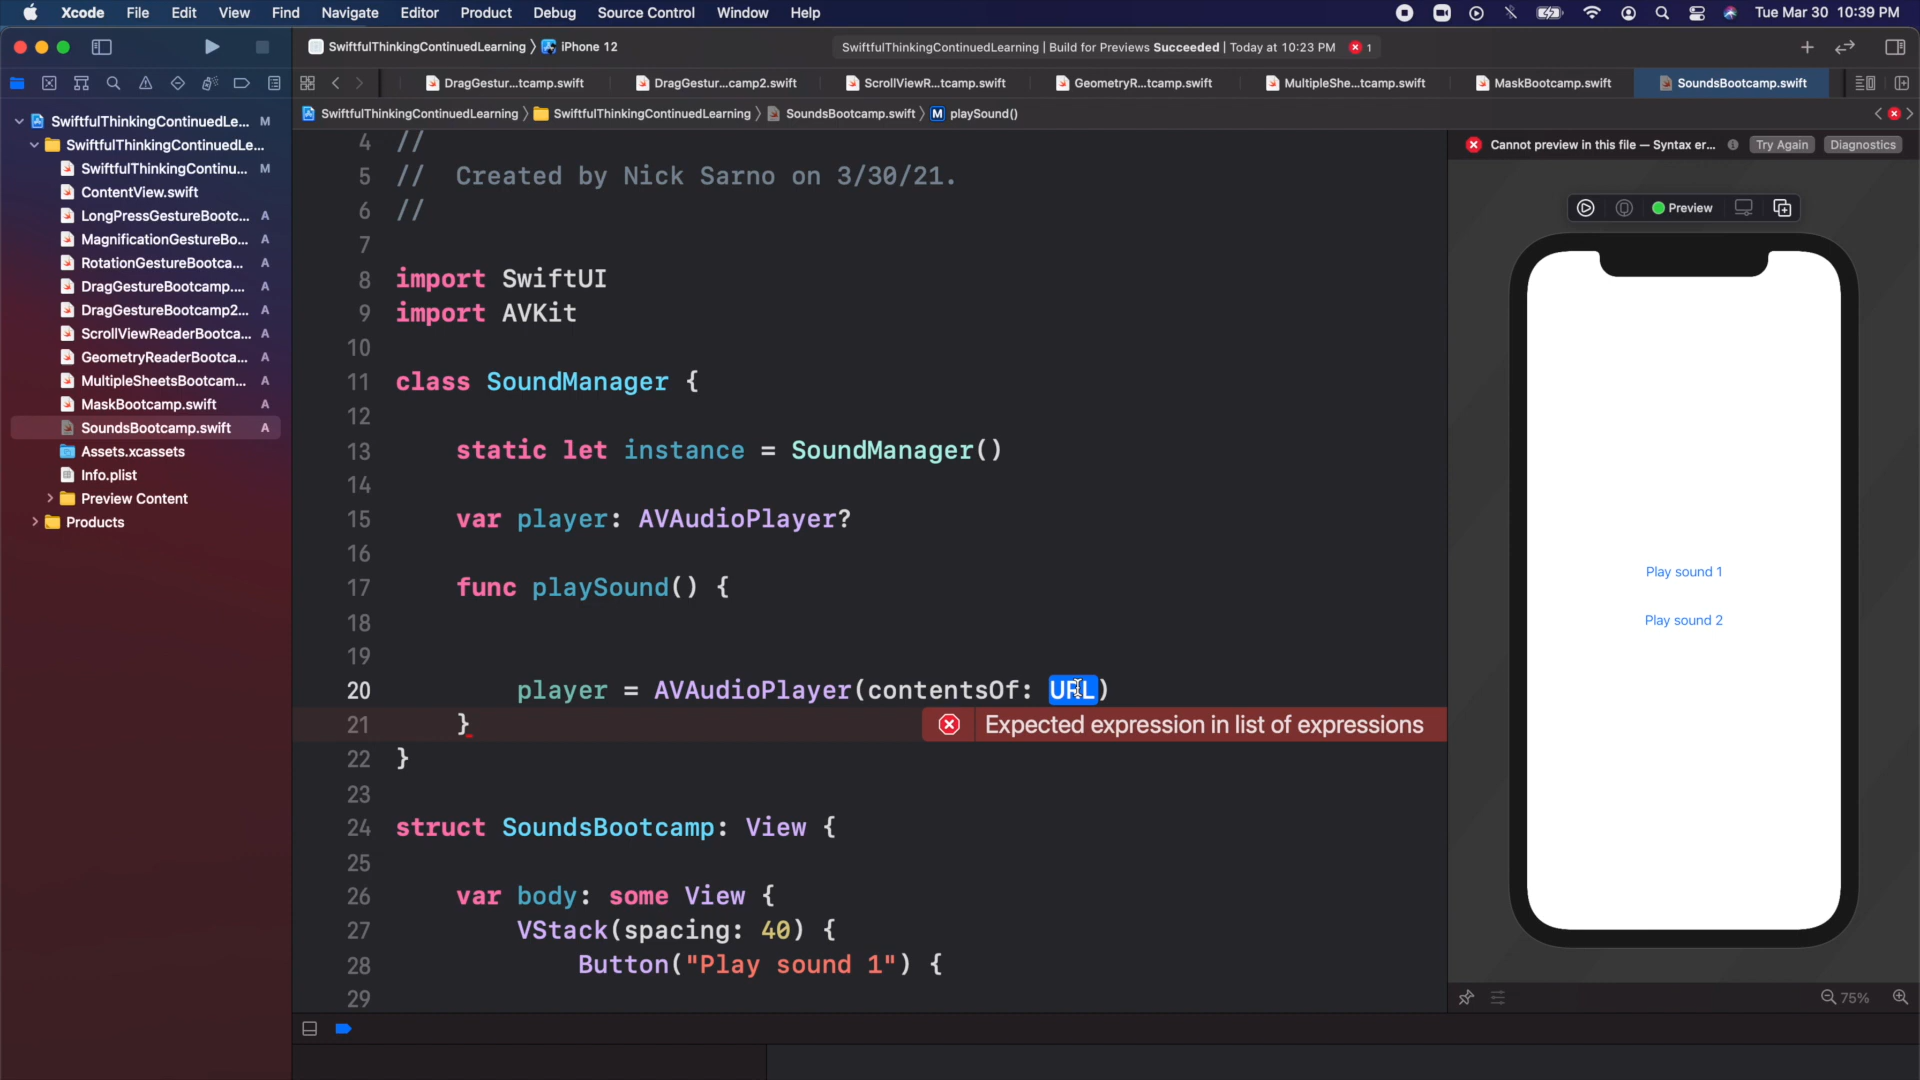 Xcode File Edit View Find Navigate Editor Product Debug Source Control Window Help Tue Mar 30 10:39 PM
SwiftfulThinkingContinuedLearning 〉 iPhone 12
SwiftfulThinkingContinuedLearning | Build for Previews Succeeded | Today at 10:23 PM 1
DragGestur...tcamp.swift DragGestur...camp2.swift ScrollViewR...tcamp.swift GeometryR...tcamp.swift MultipleShe...tcamp.swift MaskBootcamp.swift SoundsBootcamp.swift
SwiftfulThinkingContinuedLearning 〉 SwiftfulThinkingContinuedLearning 〉 SoundsBootcamp.swift 〉 M playSound()
SwiftfulThinkingContinuedLe... M
SwiftfulThinkingContinuedLe...
SwiftfulThinkingContinu... M
ContentView.swift
LongPressGestureBootc... A
MagnificationGestureBo... A
RotationGestureBootca... A
DragGestureBootcamp.... A
DragGestureBootcamp2... A
ScrollViewReaderBootca... A
GeometryReaderBootca... A
MultipleSheetsBootcam... A
MaskBootcamp.swift A
SoundsBootcamp.swift A
Assets.xcassets
Info.plist
Preview Content
Products
4 //
5 //  Created by Nick Sarno on 3/30/21.
6 //
7
8 import SwiftUI
9 import AVKit
10
11 class SoundManager {
12
13 static let instance = SoundManager()
14
15 var player: AVAudioPlayer?
16
17 func playSound() {
18
19
20 player = AVAudioPlayer(contentsOf: URL)
21 } Expected expression in list of expressions
22 }
23
24 struct SoundsBootcamp: View {
25
26 var body: some View {
27 VStack(spacing: 40) {
28 Button("Play sound 1") {
29
Cannot preview in this file — Syntax er... Try Again Diagnostics
Preview
Play sound 1
Play sound 2
75%